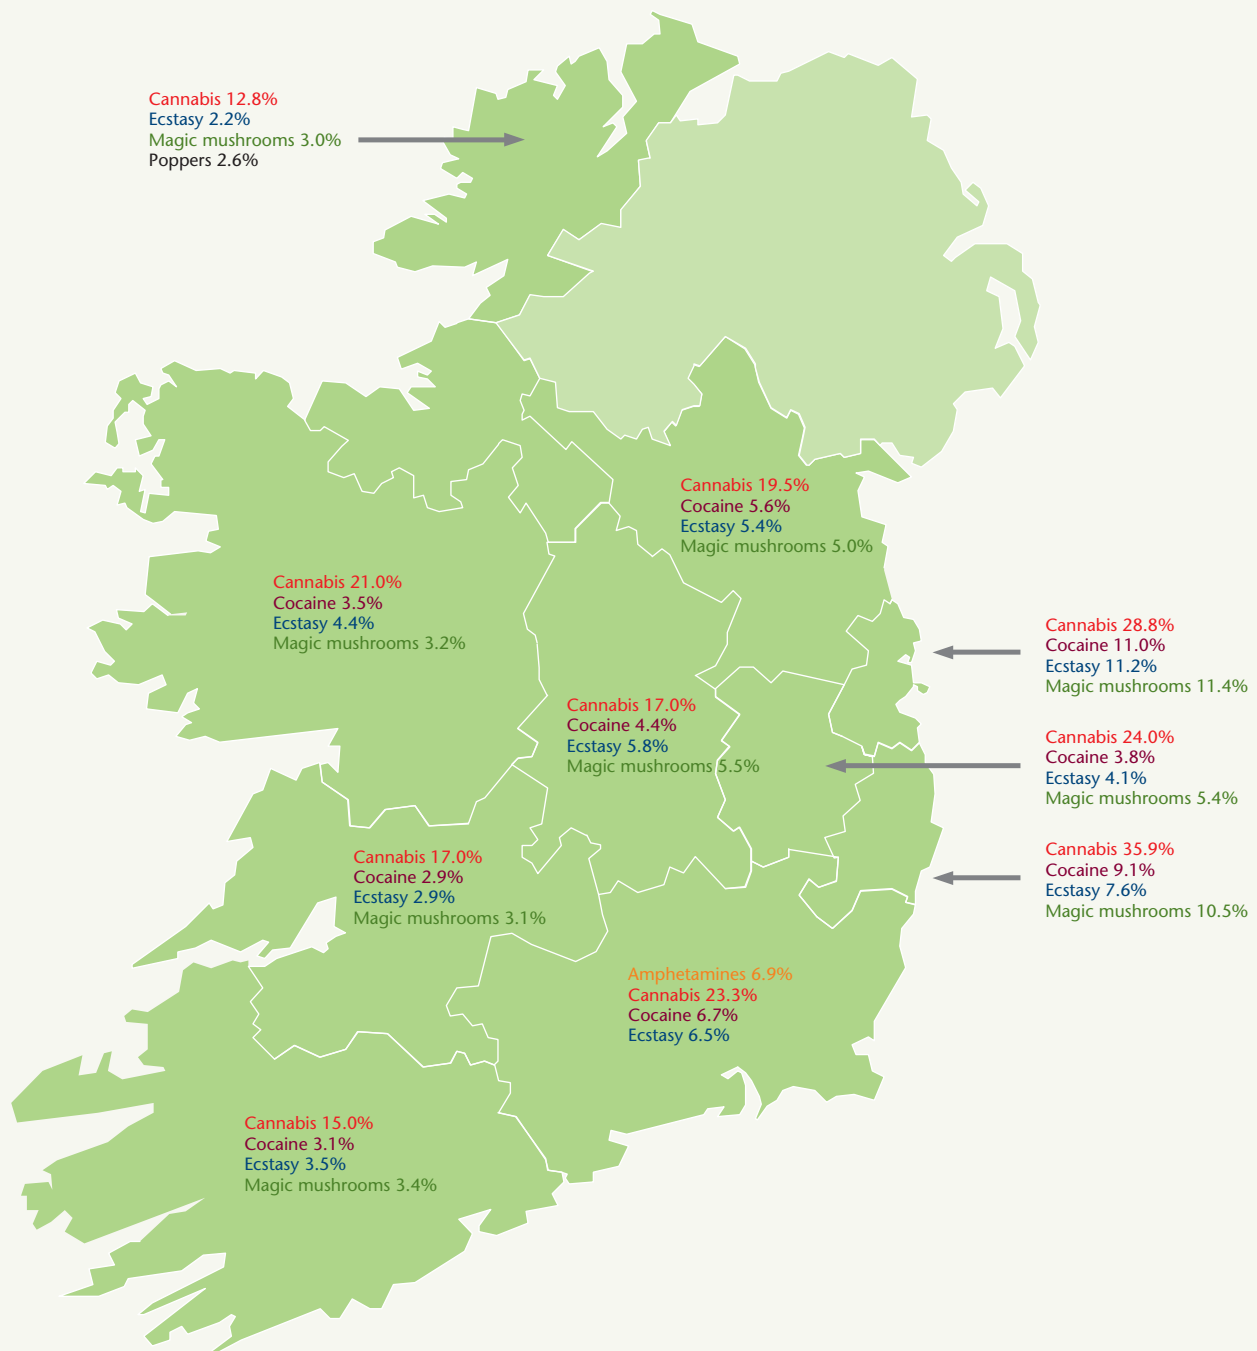 Cannabis 12.8%
Ecstasy 2.2%
Magic mushrooms 3.0%
Poppers 2.6%
Cannabis 19.5%
Cocaine 5.6%
Ecstasy 5.4%
Magic mushrooms 5.0%
Cannabis 21.0%
Cocaine 3.5%
Ecstasy 4.4%
Magic mushrooms 3.2%
Cannabis 28.8%
Cocaine 11.0%
Ecstasy 11.2%
Magic mushrooms 11.4%
Cannabis 17.0%
Cocaine 4.4%
Ecstasy 5.8%
Magic mushrooms 5.5%
Cannabis 24.0%
Cocaine 3.8%
Ecstasy 4.1%
Magic mushrooms 5.4%
Cannabis 17.0%
Cocaine 2.9%
Ecstasy 2.9%
Magic mushrooms 3.1%
Cannabis 35.9%
Cocaine 9.1%
Ecstasy 7.6%
Magic mushrooms 10.5%
Amphetamines 6.9%
Cannabis 23.3%
Cocaine 6.7%
Ecstasy 6.5%
Cannabis 15.0%
Cocaine 3.1%
Ecstasy 3.5%
Magic mushrooms 3.4%